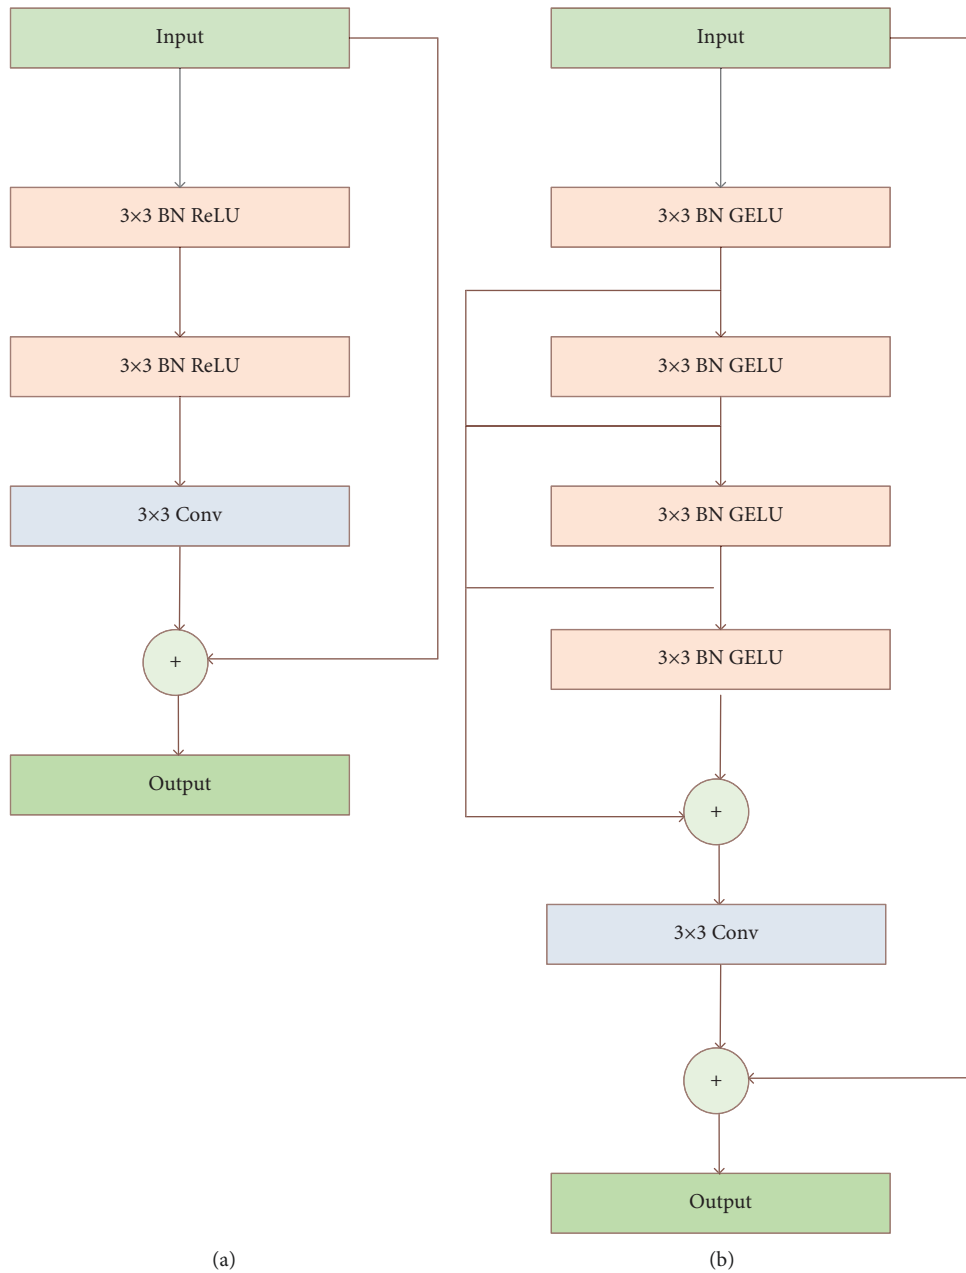 Input
3×3 BN ReLU
3×3 BN ReLU
3×3 Conv
+
Output
(a)
Input
3×3 BN GELU
3×3 BN GELU
3×3 BN GELU
3×3 BN GELU
+
3×3 Conv
+
Output
(b)